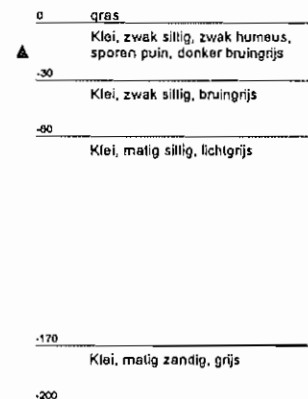 0 gras
Klei, zwak siltig, zwak humeus,
sporen puin, donker bruingrijs
-30
Klei, zwak siltig, bruingrijs
-60
Klei, matig siltig, lichtgrijs
-170
Klei, matig zandig, grijs
-200